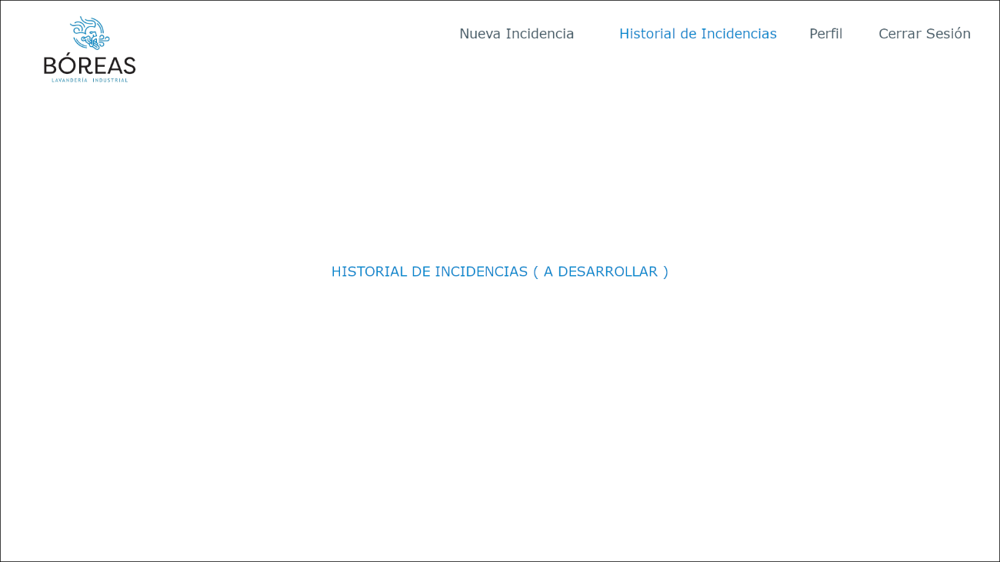 BÓREAS
LAVANDERÍA INDUSTRIAL
Nueva Incidencia
Historial de Incidencias
Perfil
Cerrar Sesión
HISTORIAL DE INCIDENCIAS ( A DESARROLLAR )